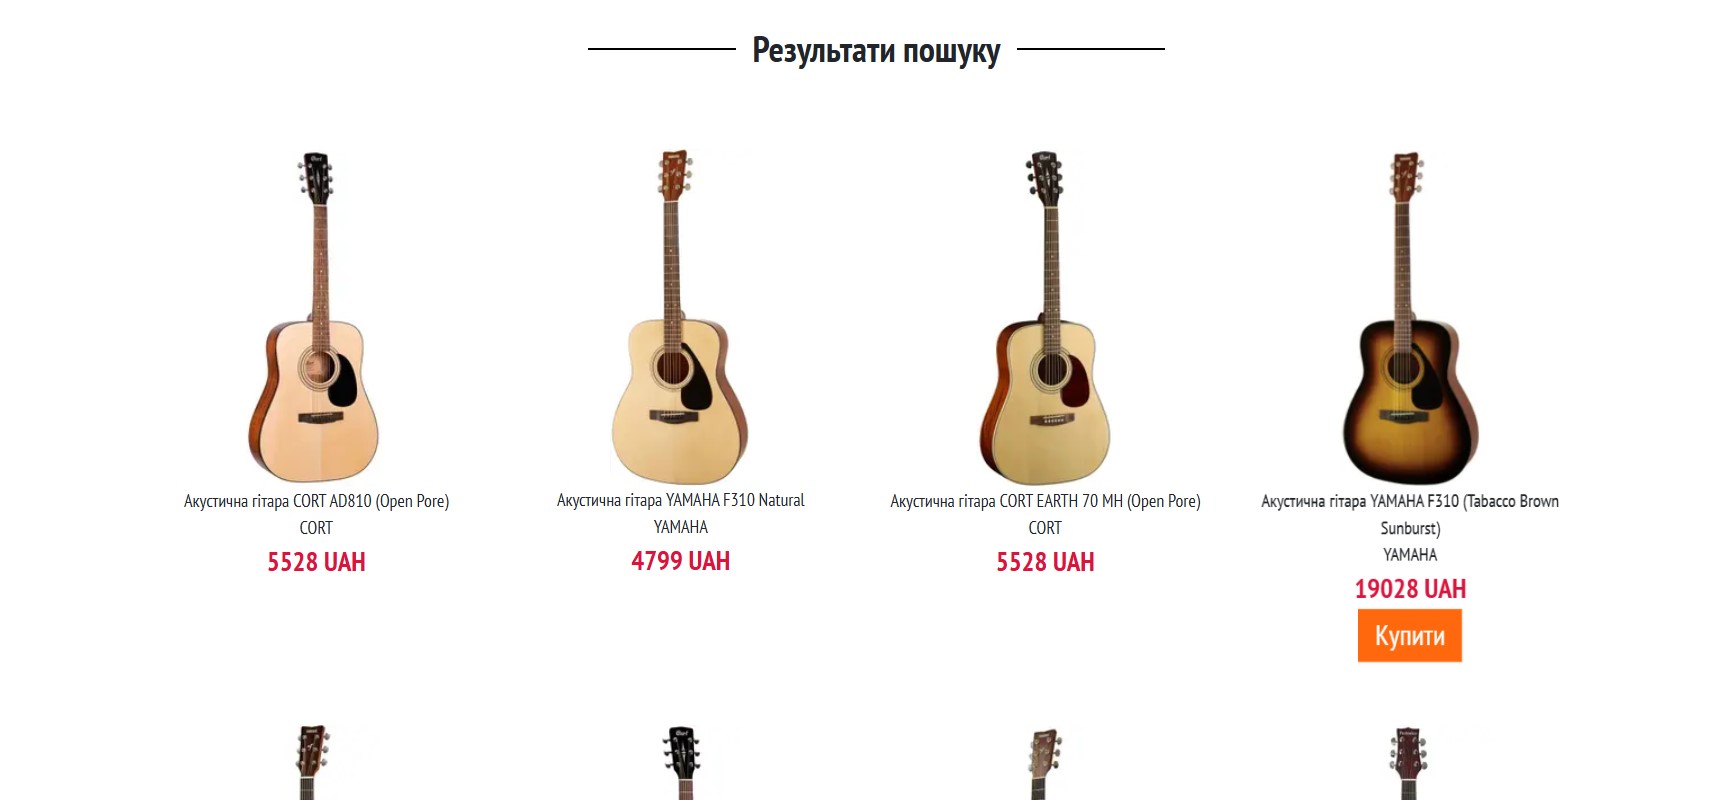 Результати пошуку
Акустична гітара CORT AD810 (Open Pore)
CORT
5528 UAH
Акустична гітара YAMAHA F310 Natural
YAMAHA
4799 UAH
Акустична гітара CORT EARTH 70 MH (Open Pore)
CORT
5528 UAH
Акустична гітара YAMAHA F310 (Tabacco Brown
Sunburst)
YAMAHA
19028 UAH
Купити